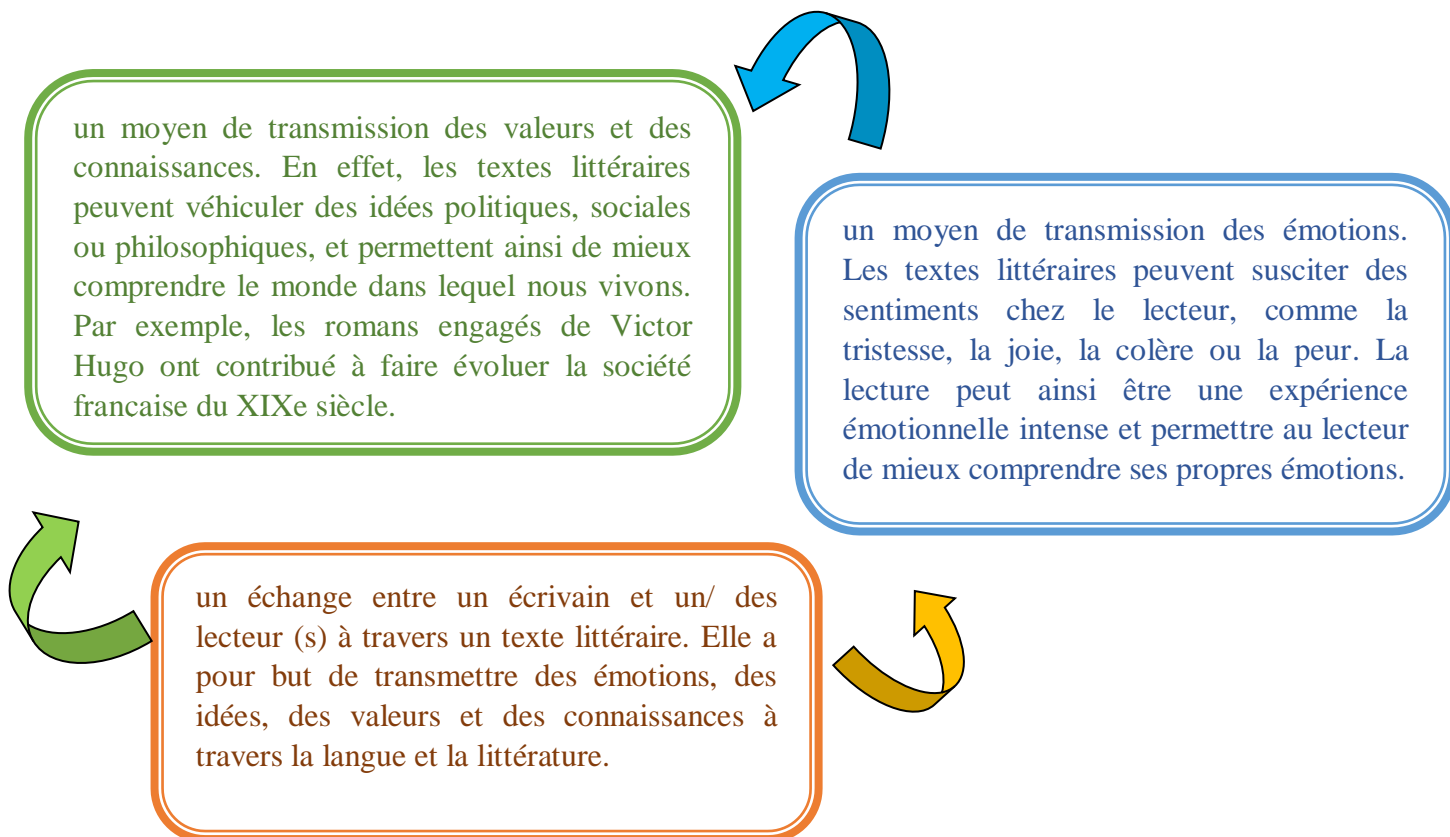 un moyen de transmission des valeurs et des
connaissances. En effet, les textes littéraires
peuvent véhiculer des idées politiques, sociales
ou philosophiques, et permettent ainsi de mieux
comprendre le monde dans lequel nous vivons.
Par exemple, les romans engagés de Victor
Hugo ont contribué à faire évoluer la société
francaise du XIXe siècle.
un moyen de transmission des émotions.
Les textes littéraires peuvent susciter des
sentiments chez le lecteur, comme la
tristesse, la joie, la colère ou la peur. La
lecture peut ainsi être une expérience
émotionnelle intense et permettre au lecteur
de mieux comprendre ses propres émotions.
un échange entre un écrivain et un/ des
lecteur (s) à travers un texte littéraire. Elle a
pour but de transmettre des émotions, des
idées, des valeurs et des connaissances à
travers la langue et la littérature.